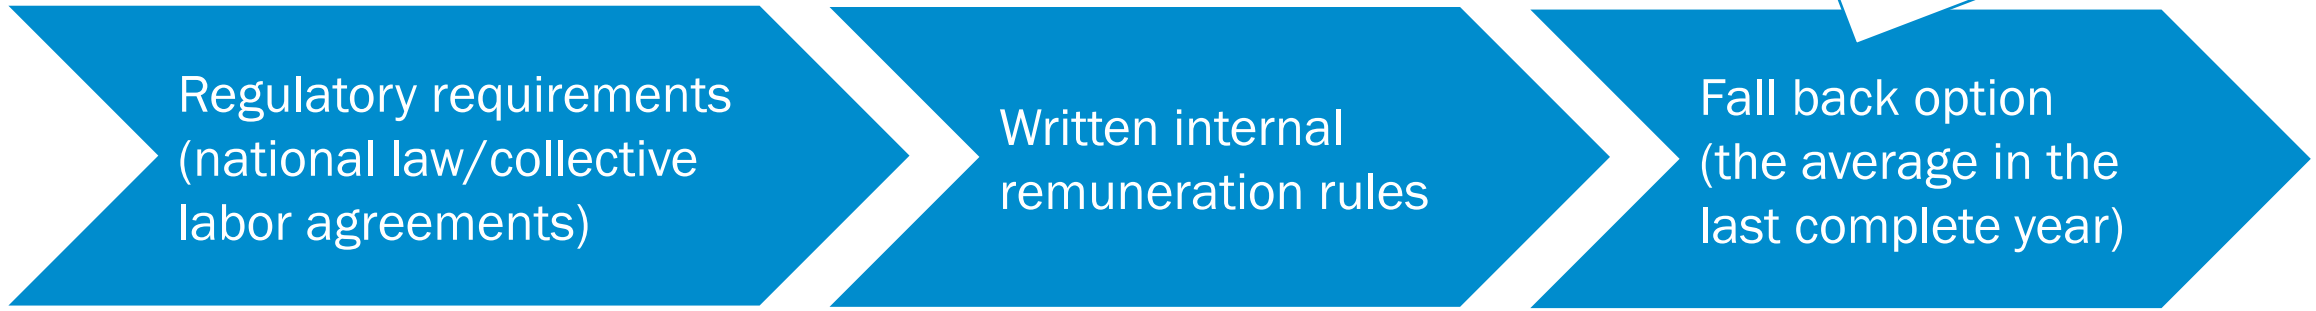 Regulatory requirements
(national law/collective
labor agreements)
Written internal
remuneration rules
Fall back option
(the average in the
last complete year)